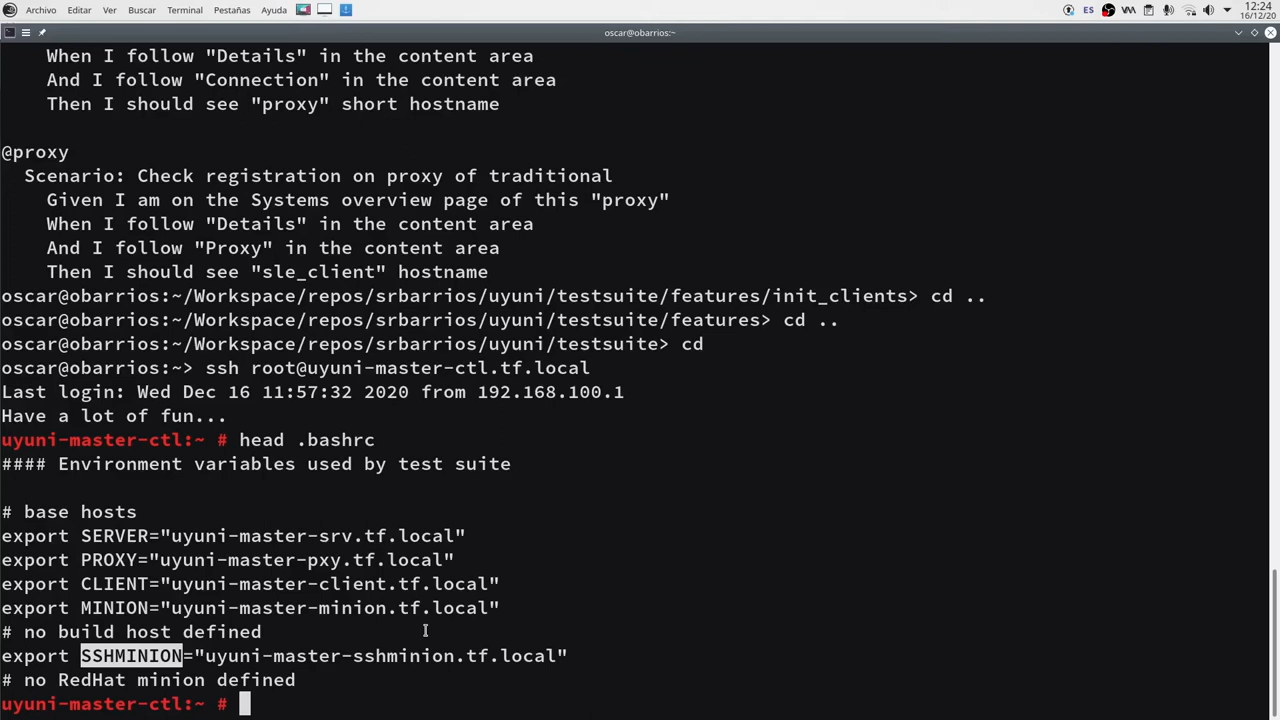 Archivo Editar Ver Buscar Terminal Pestañas Ayuda ES 12:24
16/12/20
oscar@obarrios:~
When I follow "Details" in the content area
And I follow "Connection" in the content area
Then I should see "proxy" short hostname
@proxy
Scenario: Check registration on proxy of traditional
Given I am on the Systems overview page of this "proxy"
When I follow "Details" in the content area
And I follow "Proxy" in the content area
Then I should see "sle_client" hostname
oscar@obarrios:~/Workspace/repos/srbarrios/uyuni/testsuite/features/init_clients> cd ..
oscar@obarrios:~/Workspace/repos/srbarrios/uyuni/testsuite/features> cd ..
oscar@obarrios:~/Workspace/repos/srbarrios/uyuni/testsuite> cd
oscar@obarrios:~> ssh root@uyuni-master-ctl.tf.local
Last login: Wed Dec 16 11:57:32 2020 from 192.168.100.1
Have a lot of fun...
uyuni-master-ctl:~ # head .bashrc
#### Environment variables used by test suite
# base hosts
export SERVER="uyuni-master-srv.tf.local"
export PROXY="uyuni-master-pxy.tf.local"
export CLIENT="uyuni-master-client.tf.local"
export MINION="uyuni-master-minion.tf.local"
# no build host defined
export SSHMINION="uyuni-master-sshminion.tf.local"
# no RedHat minion defined
uyuni-master-ctl:~ #